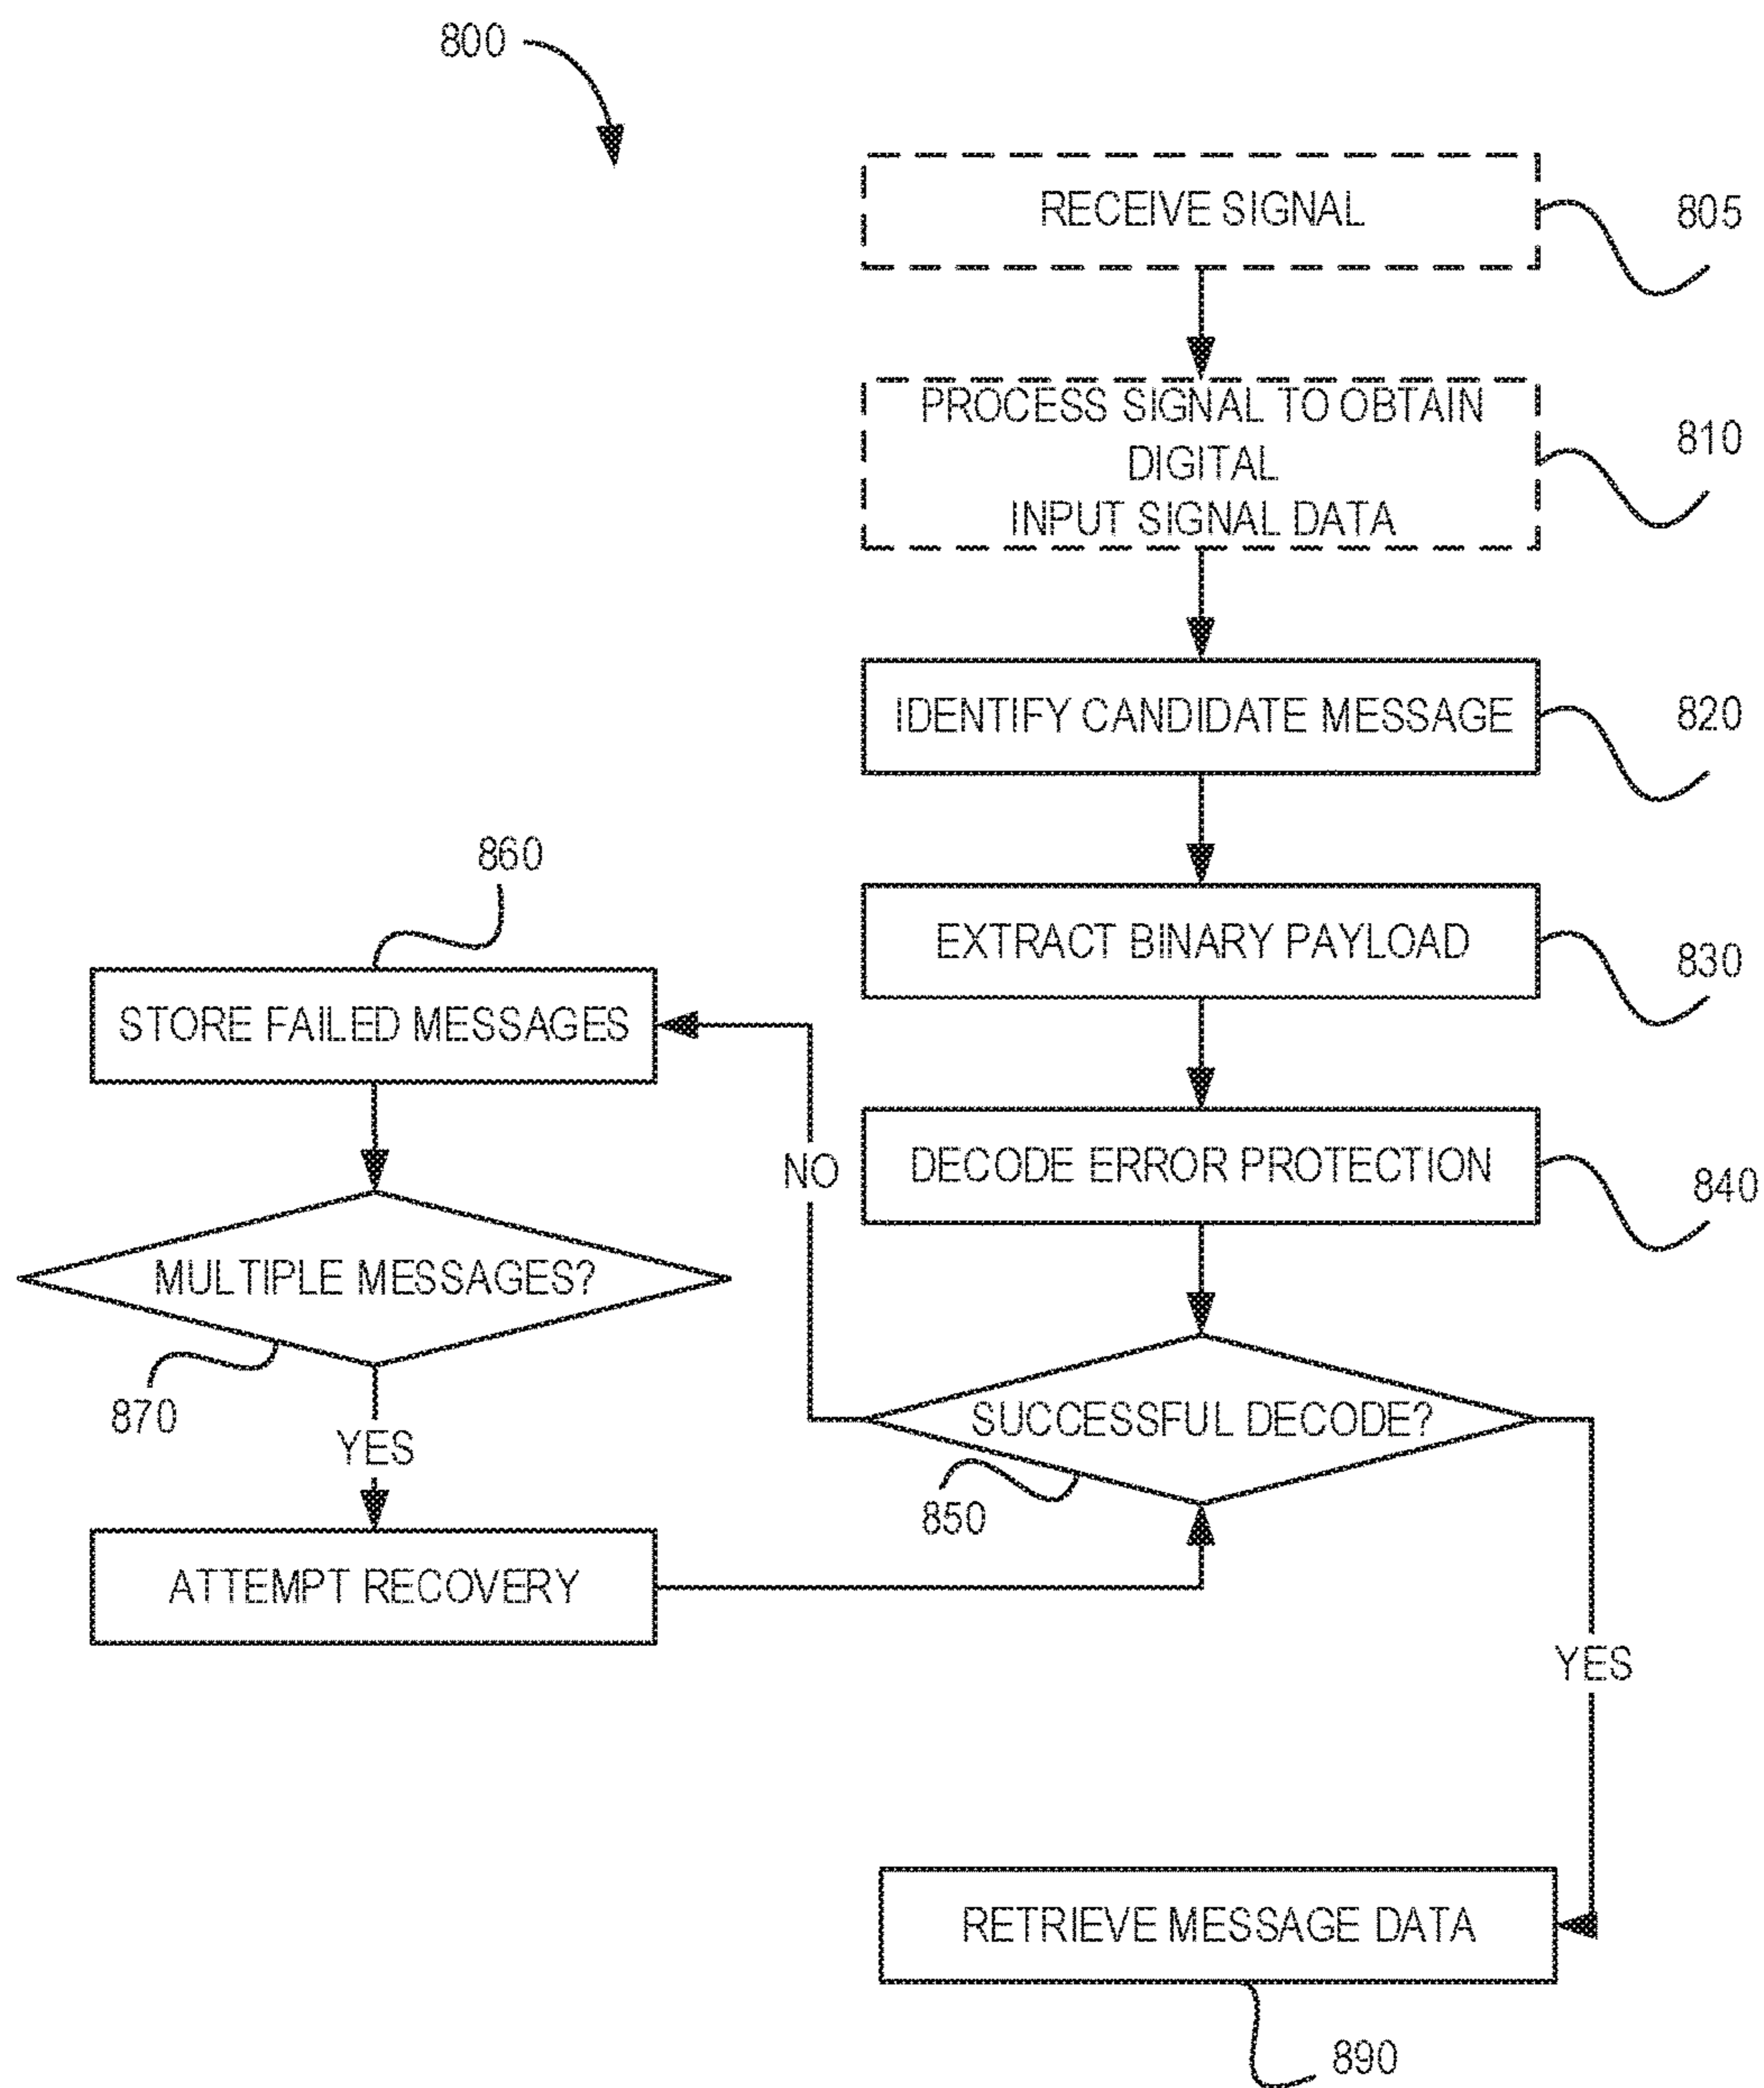 800
RECEIVE SIGNAL
805
PROCESS SIGNAL TO OBTAIN
DIGITAL
INPUT SIGNAL DATA
810
IDENTIFY CANDIDATE MESSAGE
820
EXTRACT BINARY PAYLOAD
830
DECODE ERROR PROTECTION
840
SUCCESSFUL DECODE?
850
NO
860
STORE FAILED MESSAGES
MULTIPLE MESSAGES?
870
YES
ATTEMPT RECOVERY
YES
RETRIEVE MESSAGE DATA
890